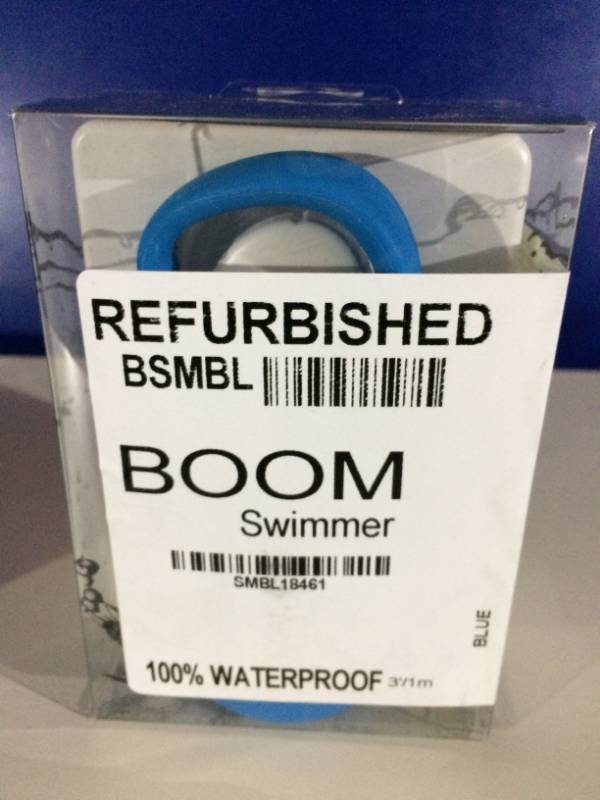 REFURBISHED
BSMBL
BOOM
Swimmer
SMBL18461
BLUE
100% WATERPROOF 3'/1m